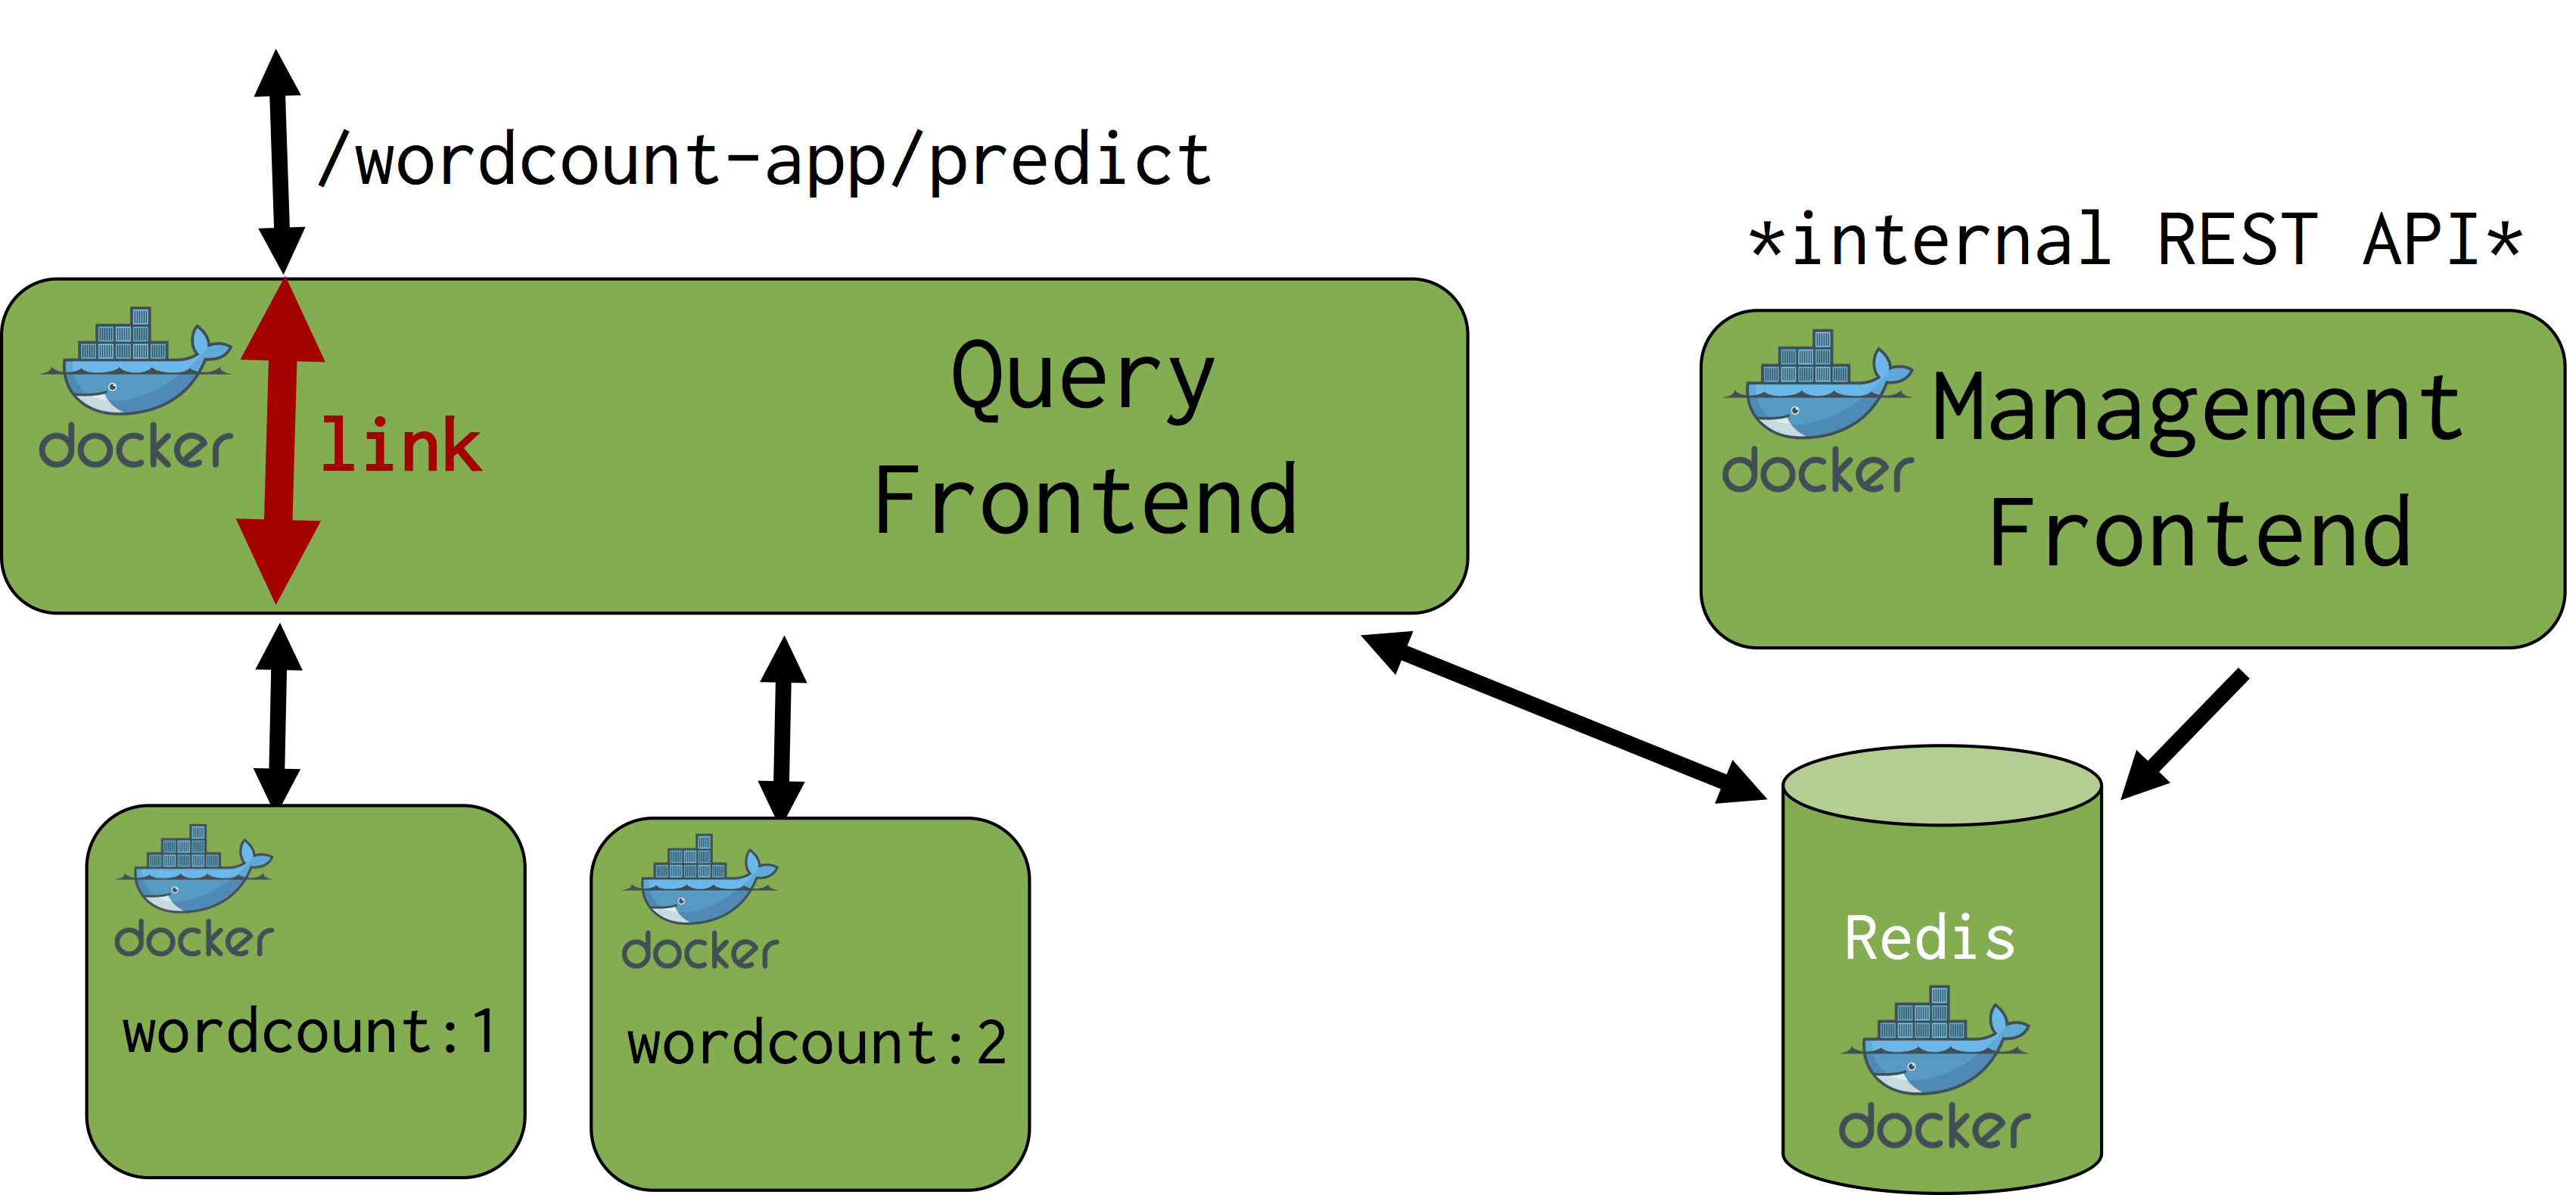 /wordcount-app/predict
*internal REST API*
docker
link
Query
Frontend
docker
Management
Frontend
docker
wordcount:1
docker
wordcount:2
Redis
docker